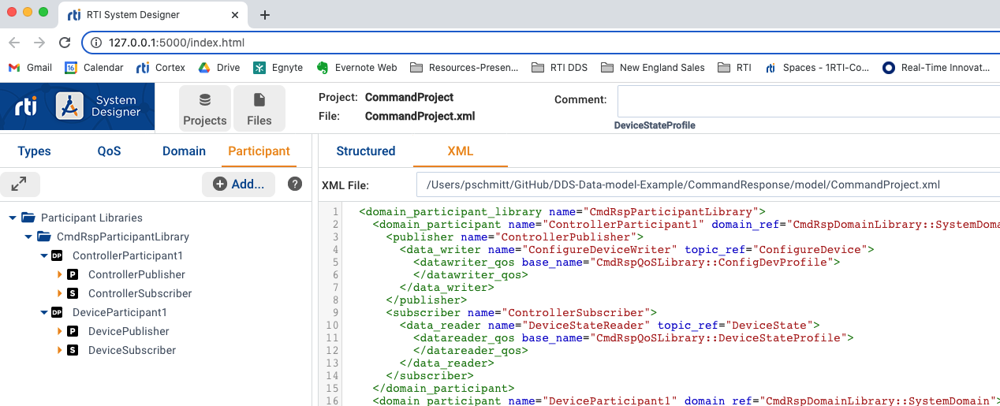 rti RTI System Designer
127.0.0.1:5000/index.html
Gmail Calendar rti Cortex Drive Egnyte Evernote Web Resources-Presen... RTI DDS New England Sales RTI rti Spaces - 1RTI-Co... Real-Time Innovat...
rti System Designer
Projects Files
Project: CommandProject
File: CommandProject.xml
Comment:
DeviceStateProfile
Types QoS Domain Participant
Add... ?
Participant Libraries
CmdRspParticipantLibrary
DP ControllerParticipant1
P ControllerPublisher
S ControllerSubscriber
DP DeviceParticipant1
P DevicePublisher
S DeviceSubscriber
Structured XML
XML File: /Users/pschmitt/GitHub/DDS-Data-model-Example/CommandResponse/model/CommandProject.xml
1 <domain_participant_library name="CmdRspParticipantLibrary">
2 <domain_participant name="ControllerParticipant1" domain_ref="CmdRspDomainLibrary::SystemDoma
3 <publisher name="ControllerPublisher">
4 <data_writer name="ConfigureDeviceWriter" topic_ref="ConfigureDevice">
5 <datawriter_qos base_name="CmdRspQoSLibrary::ConfigDevProfile">
6 </datawriter_qos>
7 </data_writer>
8 </publisher>
9 <subscriber name="ControllerSubscriber">
10 <data_reader name="DeviceStateReader" topic_ref="DeviceState">
11 <datareader_qos base_name="CmdRspQoSLibrary::DeviceStateProfile">
12 </datareader_qos>
13 </data_reader>
14 </subscriber>
15 </domain_participant>
16 <domain_participant name="DeviceParticipant1" domain_ref="CmdRspDomainLibrary::SystemDomain">